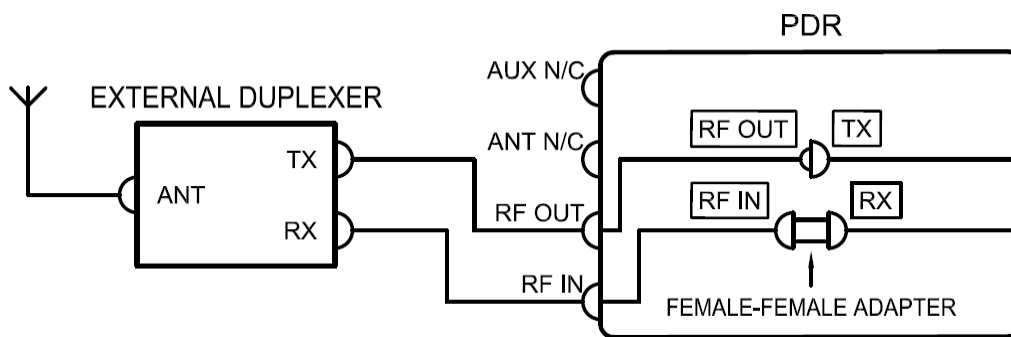 PDR
AUX N/C
EXTERNAL DUPLEXER
RF OUT
TX
ANT N/C
TX
ANT
RF IN
RX
RF OUT
RX
RF IN
FEMALE-FEMALE ADAPTER